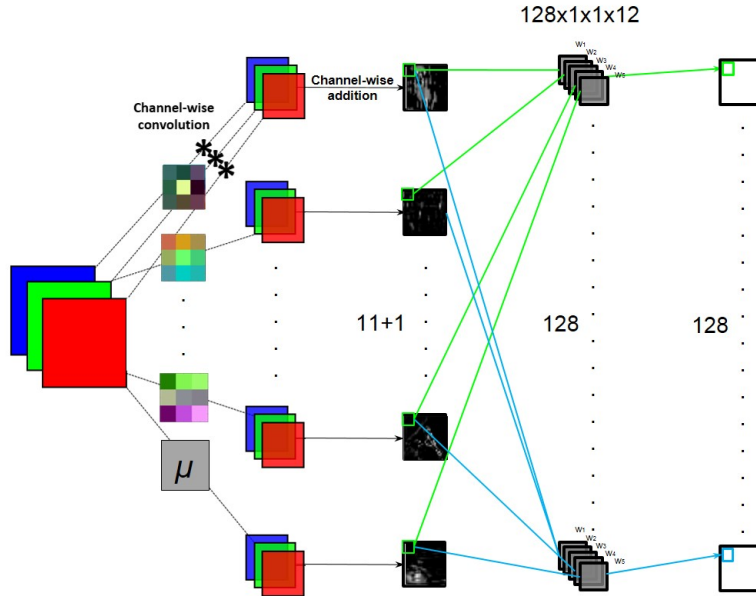 128x1x1x12
W1
W2
W3
W4
W5
Channel-wise
addition
Channel-wise
convolution
***
11+1
128
128
μ
W1
W2
W3
W4
W5